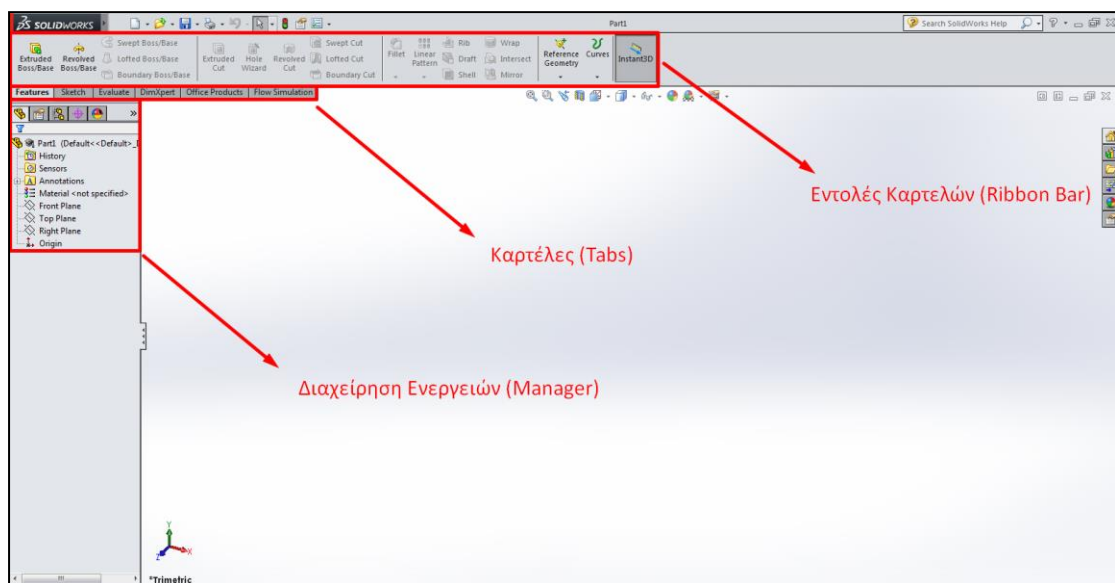 SOLIDWORKS
Part1
Search SolidWorks Help
Extruded Boss/Base
Revolved Boss/Base
Swept Boss/Base
Lofted Boss/Base
Boundary Boss/Base
Extruded Cut
Hole Wizard
Revolved Cut
Swept Cut
Lofted Cut
Boundary Cut
Fillet
Linear Pattern
Rib
Draft
Shell
Wrap
Intersect
Mirror
Reference Geometry
Curves
Instant3D
Features Sketch Evaluate DimXpert Office Products Flow Simulation
Part1 (Default<<Default>_
History
Sensors
Annotations
Material <not specified>
Front Plane
Top Plane
Right Plane
Origin
Εντολές Καρτελών (Ribbon Bar)
Καρτέλες (Tabs)
Διαχείρηση Ενεργειών (Manager)
Y
Z X
*Trimetric